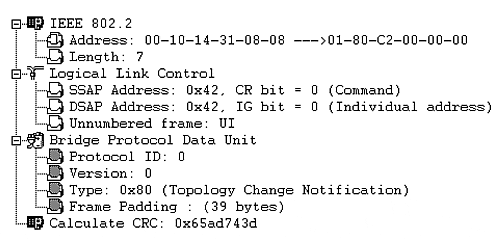 IEEE 802.2
Address: 00-10-14-31-08-08 --->01-80-C2-00-00-00
Length: 7
Logical Link Control
SSAP Address: 0x42, CR bit = 0 (Command)
DSAP Address: 0x42, IG bit = 0 (Individual address)
Unnumbered frame: UI
Bridge Protocol Data Unit
Protocol ID: 0
Version: 0
Type: 0x80 (Topology Change Notification)
Frame Padding : (39 bytes)
Calculate CRC: 0x65ad743d